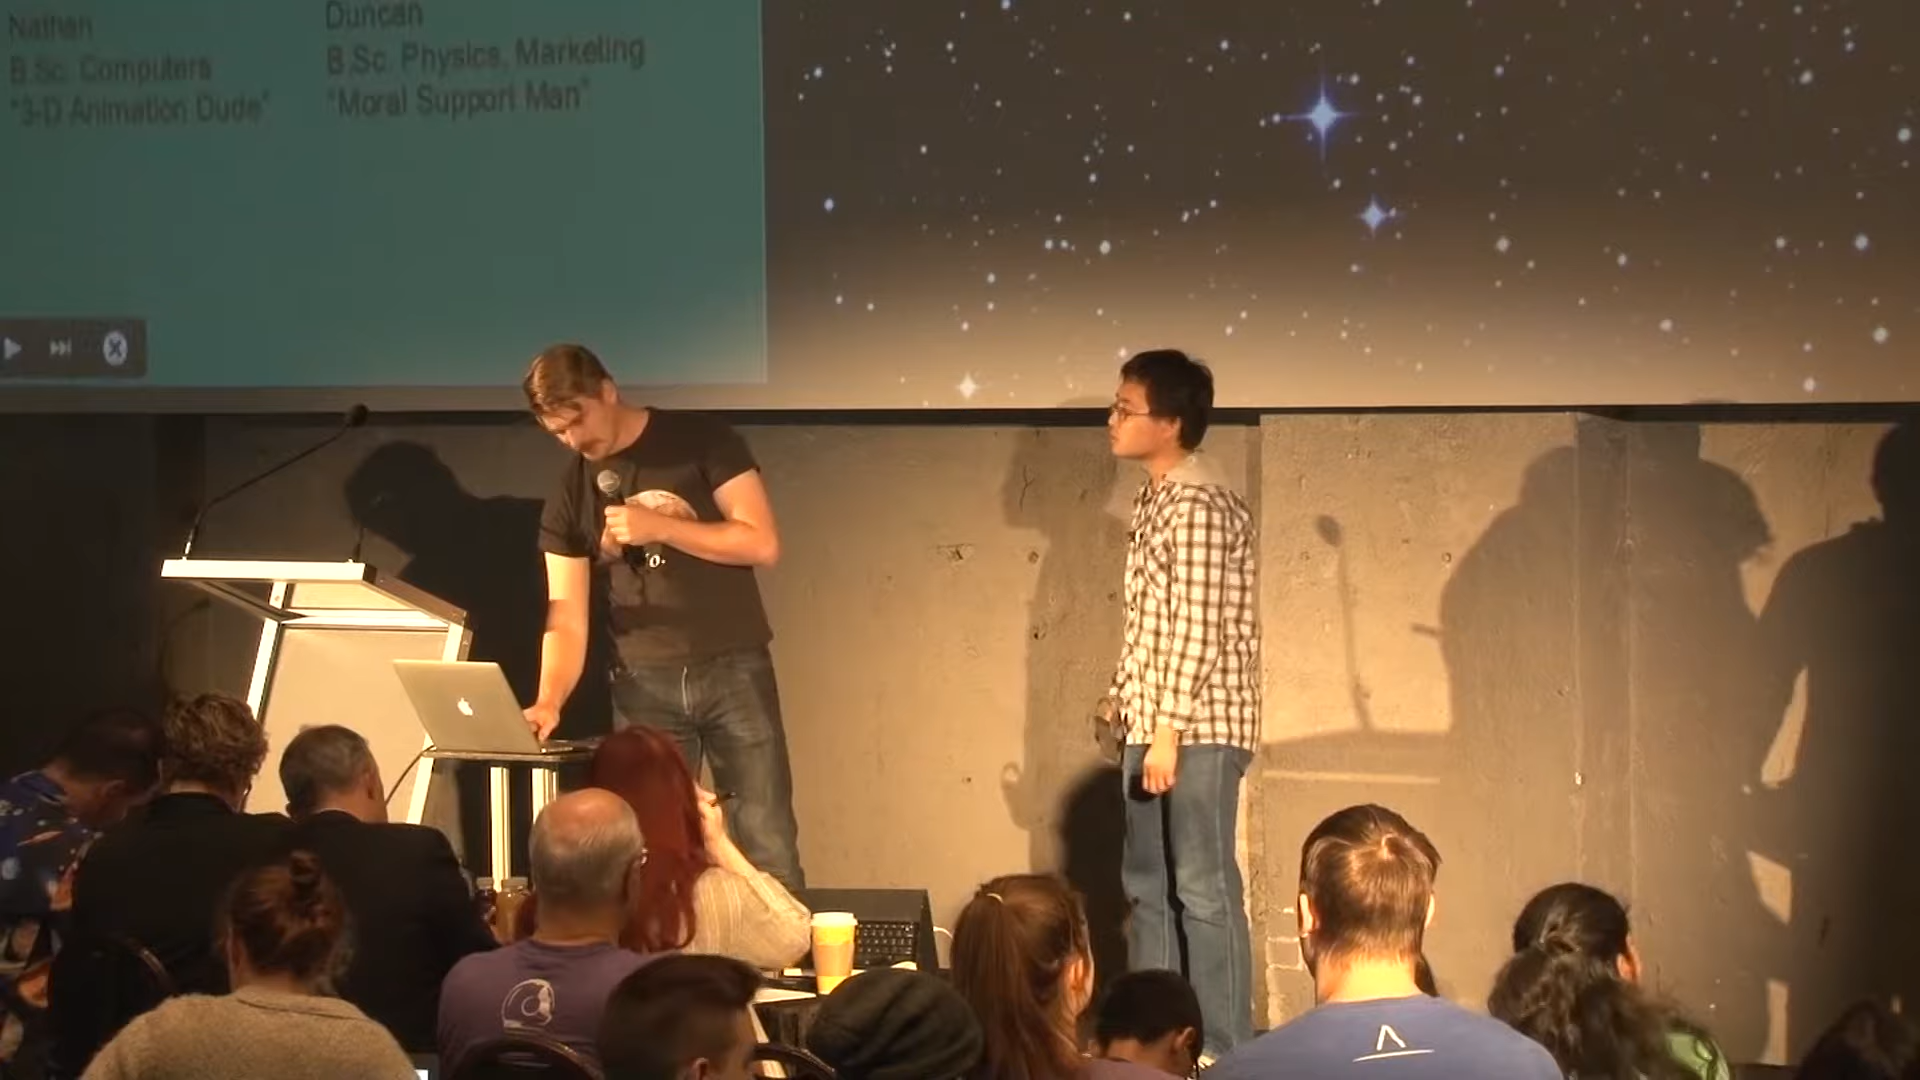 Nathan
B.Sc. Computers
"3-D Animation Dude"
Duncan
B.Sc. Physics, Marketing
"Moral Support Man"